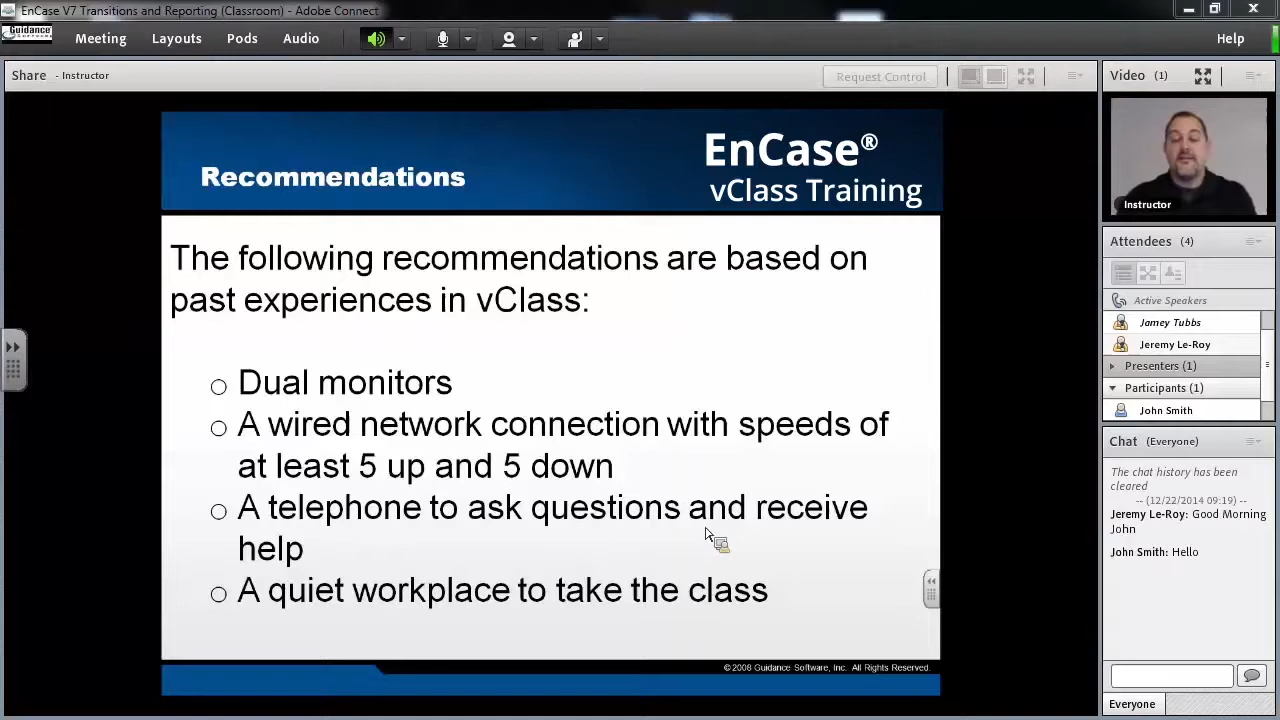 EnCase V7 Transitions and Reporting (Classroom) - Adobe Connect
Guidance
Meeting Layouts Pods Audio Help
Share - Instructor
Request Control
Video (1)
Recommendations
EnCase®
vClass Training
The following recommendations are based on
past experiences in vClass:
Dual monitors
A wired network connection with speeds of
at least 5 up and 5 down
A telephone to ask questions and receive
help
A quiet workplace to take the class
© 2008 Guidance Software, Inc. All Rights Reserved.
Instructor
Attendees (4)
Active Speakers
Jamey Tubbs
Jeremy Le-Roy
Presenters (1)
Participants (1)
John Smith
Chat (Everyone)
The chat history has been
cleared
-- (12/22/2014 09:19) --
Jeremy Le-Roy: Good Morning
John
John Smith: Hello
Everyone